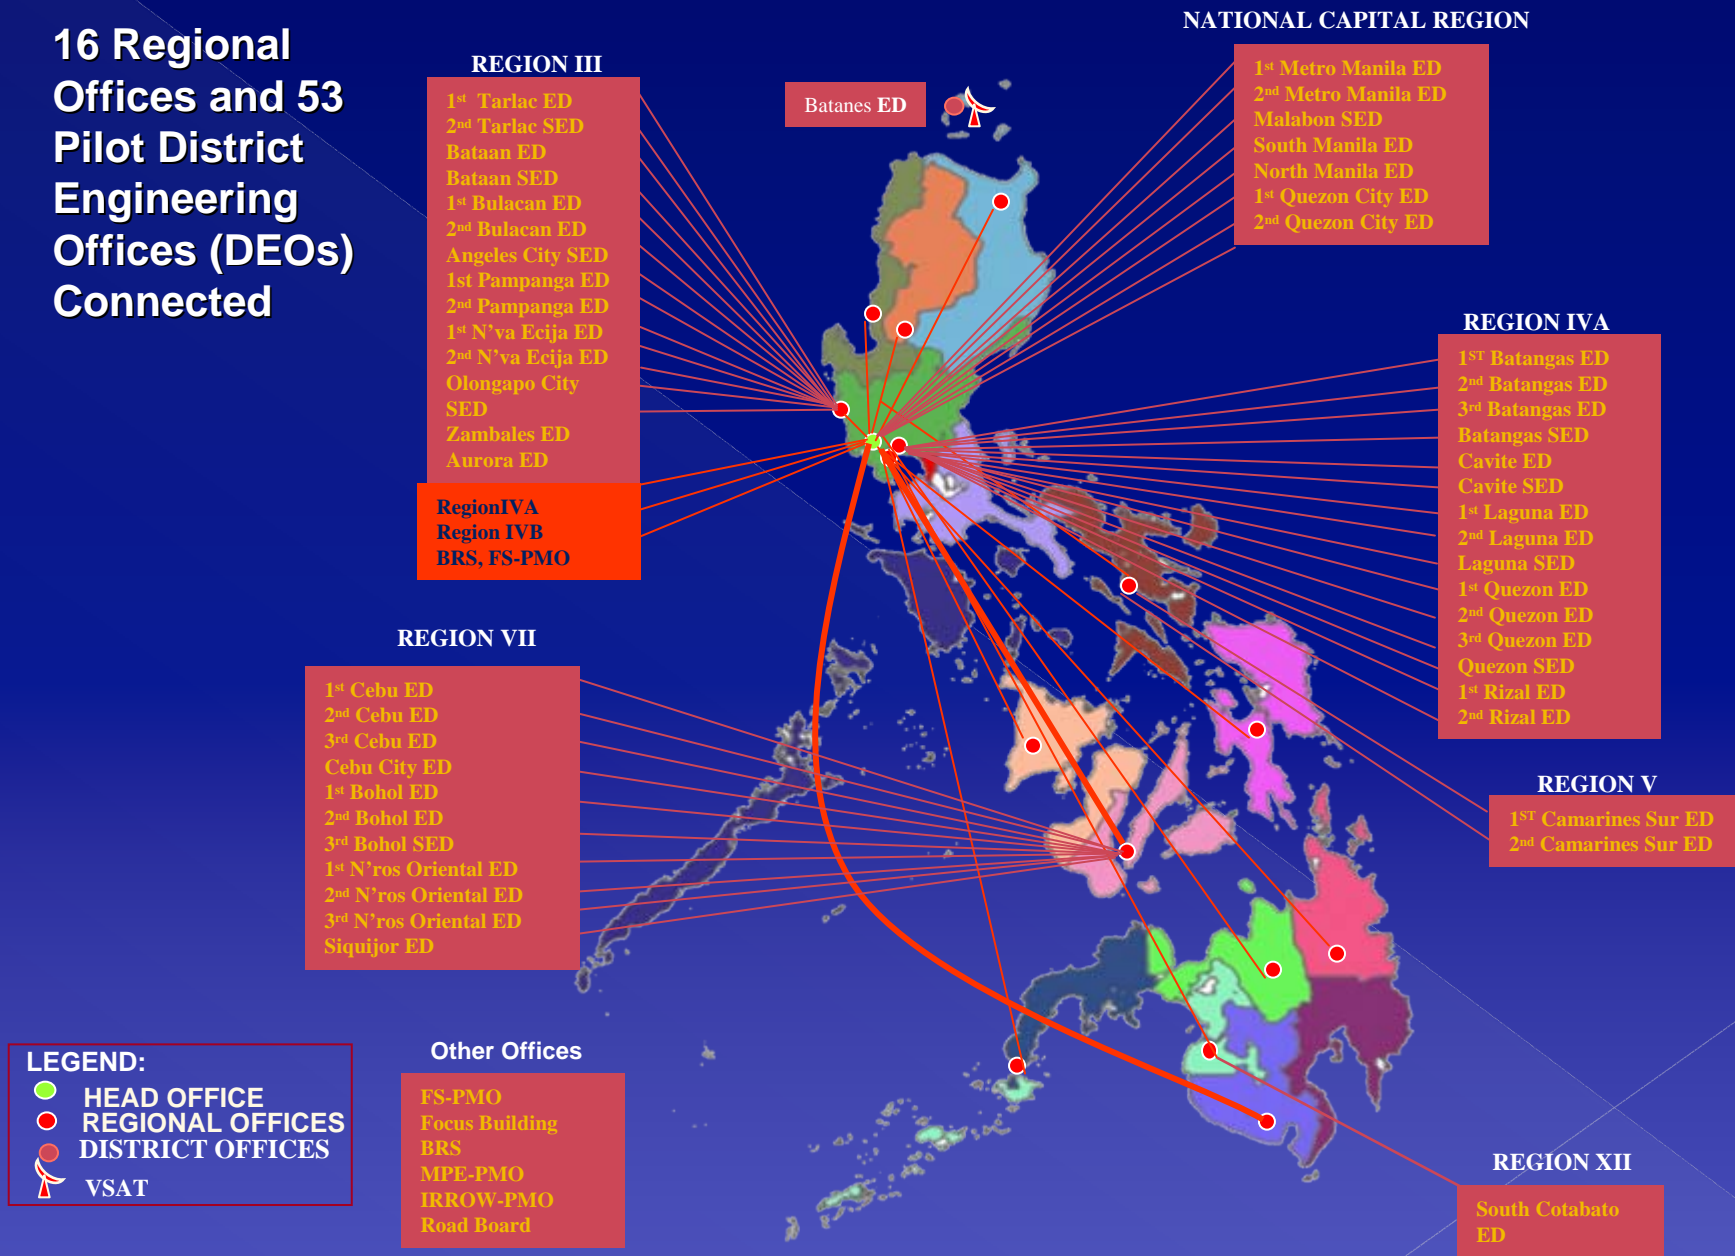 16 Regional
Offices and 53
Pilot District
Engineering
Offices (DEOs)
Connected
REGION III
1st Tarlac ED
2nd Tarlac SED
Bataan ED
Bataan SED
1st Bulacan ED
2nd Bulacan ED
Angeles City SED
1st Pampanga ED
2nd Pampanga ED
1st N'va Ecija ED
2nd N'va Ecija ED
Olongapo City
SED
Zambales ED
Aurora ED
RegionIVA
Region IVB
BRS, FS-PMO
Batanes ED
NATIONAL CAPITAL REGION
1st Metro Manila ED
2nd Metro Manila ED
Malabon SED
South Manila ED
North Manila ED
1st Quezon City ED
2nd Quezon City ED
REGION IVA
1ST Batangas ED
2nd Batangas ED
3rd Batangas ED
Batangas SED
Cavite ED
Cavite SED
1st Laguna ED
2nd Laguna ED
Laguna SED
1st Quezon ED
2nd Quezon ED
3rd Quezon ED
Quezon SED
1st Rizal ED
2nd Rizal ED
REGION VII
1st Cebu ED
2nd Cebu ED
3rd Cebu ED
Cebu City ED
1st Bohol ED
2nd Bohol ED
3rd Bohol SED
1st N'ros Oriental ED
2nd N'ros Oriental ED
3rd N'ros Oriental ED
Siquijor ED
REGION V
1ST Camarines Sur ED
2nd Camarines Sur ED
LEGEND:
HEAD OFFICE
REGIONAL OFFICES
DISTRICT OFFICES
VSAT
Other Offices
FS-PMO
Focus Building
BRS
MPE-PMO
IRROW-PMO
Road Board
REGION XII
South Cotabato
ED